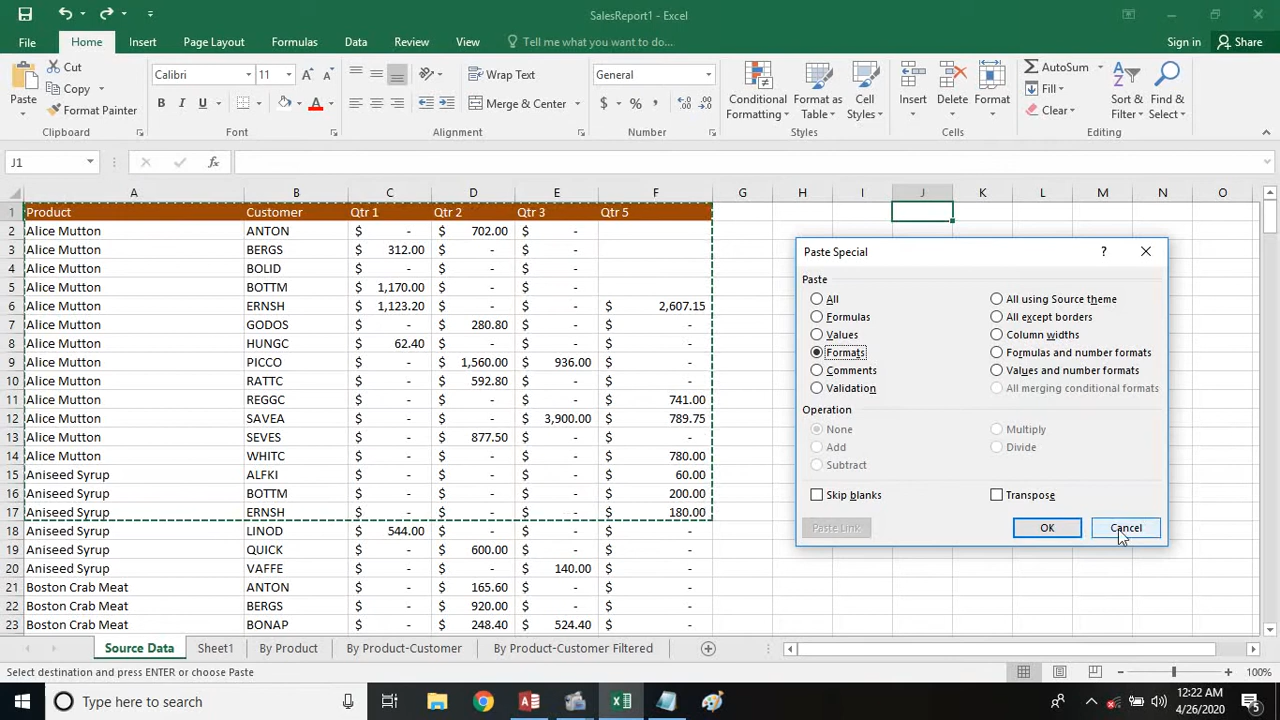 SalesReport1 - Excel
File Home Insert Page Layout Formulas Data Review View Tell me what you want to do... Sign in Share
Paste
Cut
Copy
Format Painter
Clipboard
Calibri 11
B I U
A A A
Font
ab
Wrap Text
Merge & Center
Alignment
General
$ % ,
Number
Conditional Formatting
Format as Table
Cell Styles
Styles
Insert Delete Format
Cells
AutoSum
Fill
Clear
Sort & Filter
Find & Select
Editing
J1 fx
A B C D E F G H I J K L M N O
1 Product Customer Qtr 1 Qtr 2 Qtr 3 Qtr 5
2 Alice Mutton ANTON $ - $ 702.00 $ -
3 Alice Mutton BERGS $ 312.00 $ - $ -
4 Alice Mutton BOLID $ - $ - $ -
5 Alice Mutton BOTTM $ 1,170.00 $ - $ -
6 Alice Mutton ERNSH $ 1,123.20 $ - $ - $ 2,607.15
7 Alice Mutton GODOS $ - $ 280.80 $ - $ -
8 Alice Mutton HUNGC $ 62.40 $ - $ - $ -
9 Alice Mutton PICCO $ - $ 1,560.00 $ 936.00 $ -
10 Alice Mutton RATTC $ - $ 592.80 $ - $ -
11 Alice Mutton REGGC $ - $ - $ - $ 741.00
12 Alice Mutton SAVEA $ - $ - $ 3,900.00 $ 789.75
13 Alice Mutton SEVES $ - $ 877.50 $ - $ -
14 Alice Mutton WHITC $ - $ - $ - $ 780.00
15 Aniseed Syrup ALFKI $ - $ - $ - $ 60.00
16 Aniseed Syrup BOTTM $ - $ - $ - $ 200.00
17 Aniseed Syrup ERNSH $ - $ - $ - $ 180.00
18 Aniseed Syrup LINOD $ 544.00 $ - $ - $ -
19 Aniseed Syrup QUICK $ - $ 600.00 $ - $ -
20 Aniseed Syrup VAFFE $ - $ - $ 140.00 $ -
21 Boston Crab Meat ANTON $ - $ 165.60 $ - $ -
22 Boston Crab Meat BERGS $ - $ 920.00 $ - $ -
23 Boston Crab Meat BONAP $ - $ 248.40 $ 524.40 $ -
Paste Special ?
Paste
All All using Source theme
Formulas All except borders
Values Column widths
Formats Formulas and number formats
Comments Values and number formats
Validation All merging conditional formats
Operation
None Multiply
Add Divide
Subtract
Skip blanks Transpose
Paste Link OK Cancel
Source Data Sheet1 By Product By Product-Customer By Product-Customer Filtered
Select destination and press ENTER or choose Paste 100%
Type here to search
12:22 AM
4/26/2020
5